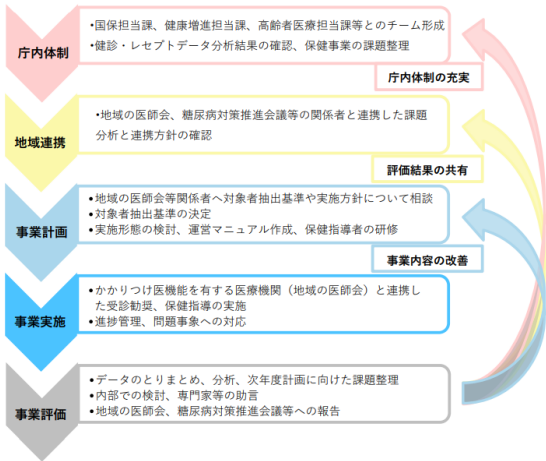 庁内体制
•国保担当課、健康増進担当課、高齢者医療担当課等とのチーム形成
•健診・レセプトデータ分析結果の確認、保健事業の課題整理
庁内体制の充実
地域連携
•地域の医師会、糖尿病対策推進会議等の関係者と連携した課題
分析と連携方針の確認
評価結果の共有
事業計画
•地域の医師会等関係者へ対象者抽出基準や実施方針について相談
•対象者抽出基準の決定
•実施形態の検討、運営マニュアル作成、保健指導者の研修
事業内容の改善
事業実施
•かかりつけ医機能を有する医療機関（地域の医師会）と連携し
た受診勧奨、保健指導の実施
•進捗管理、問題事象への対応
事業評価
•データのとりまとめ、分析、次年度計画に向けた課題整理
•内部での検討、専門家等の助言
•地域の医師会、糖尿病対策推進会議等への報告